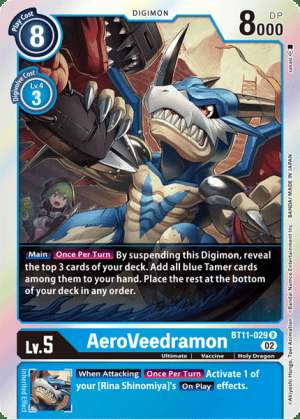 Play Cost
8
DIGIMON
8000
DP
Digivolve Cost
Lv.4
3
Main Once Per Turn By suspending this Digimon, reveal
the top 3 cards of your deck. Add all blue Tamer cards
among them to your hand. Place the rest at the bottom
of your deck in any order.
Lv.5
AeroVeedramon
BT11-029 R
02
Ultimate Vaccine Holy Dragon
Inherited Effect
When Attacking Once Per Turn Activate 1 of
your [Rina Shinomiya]'s On Play effects.